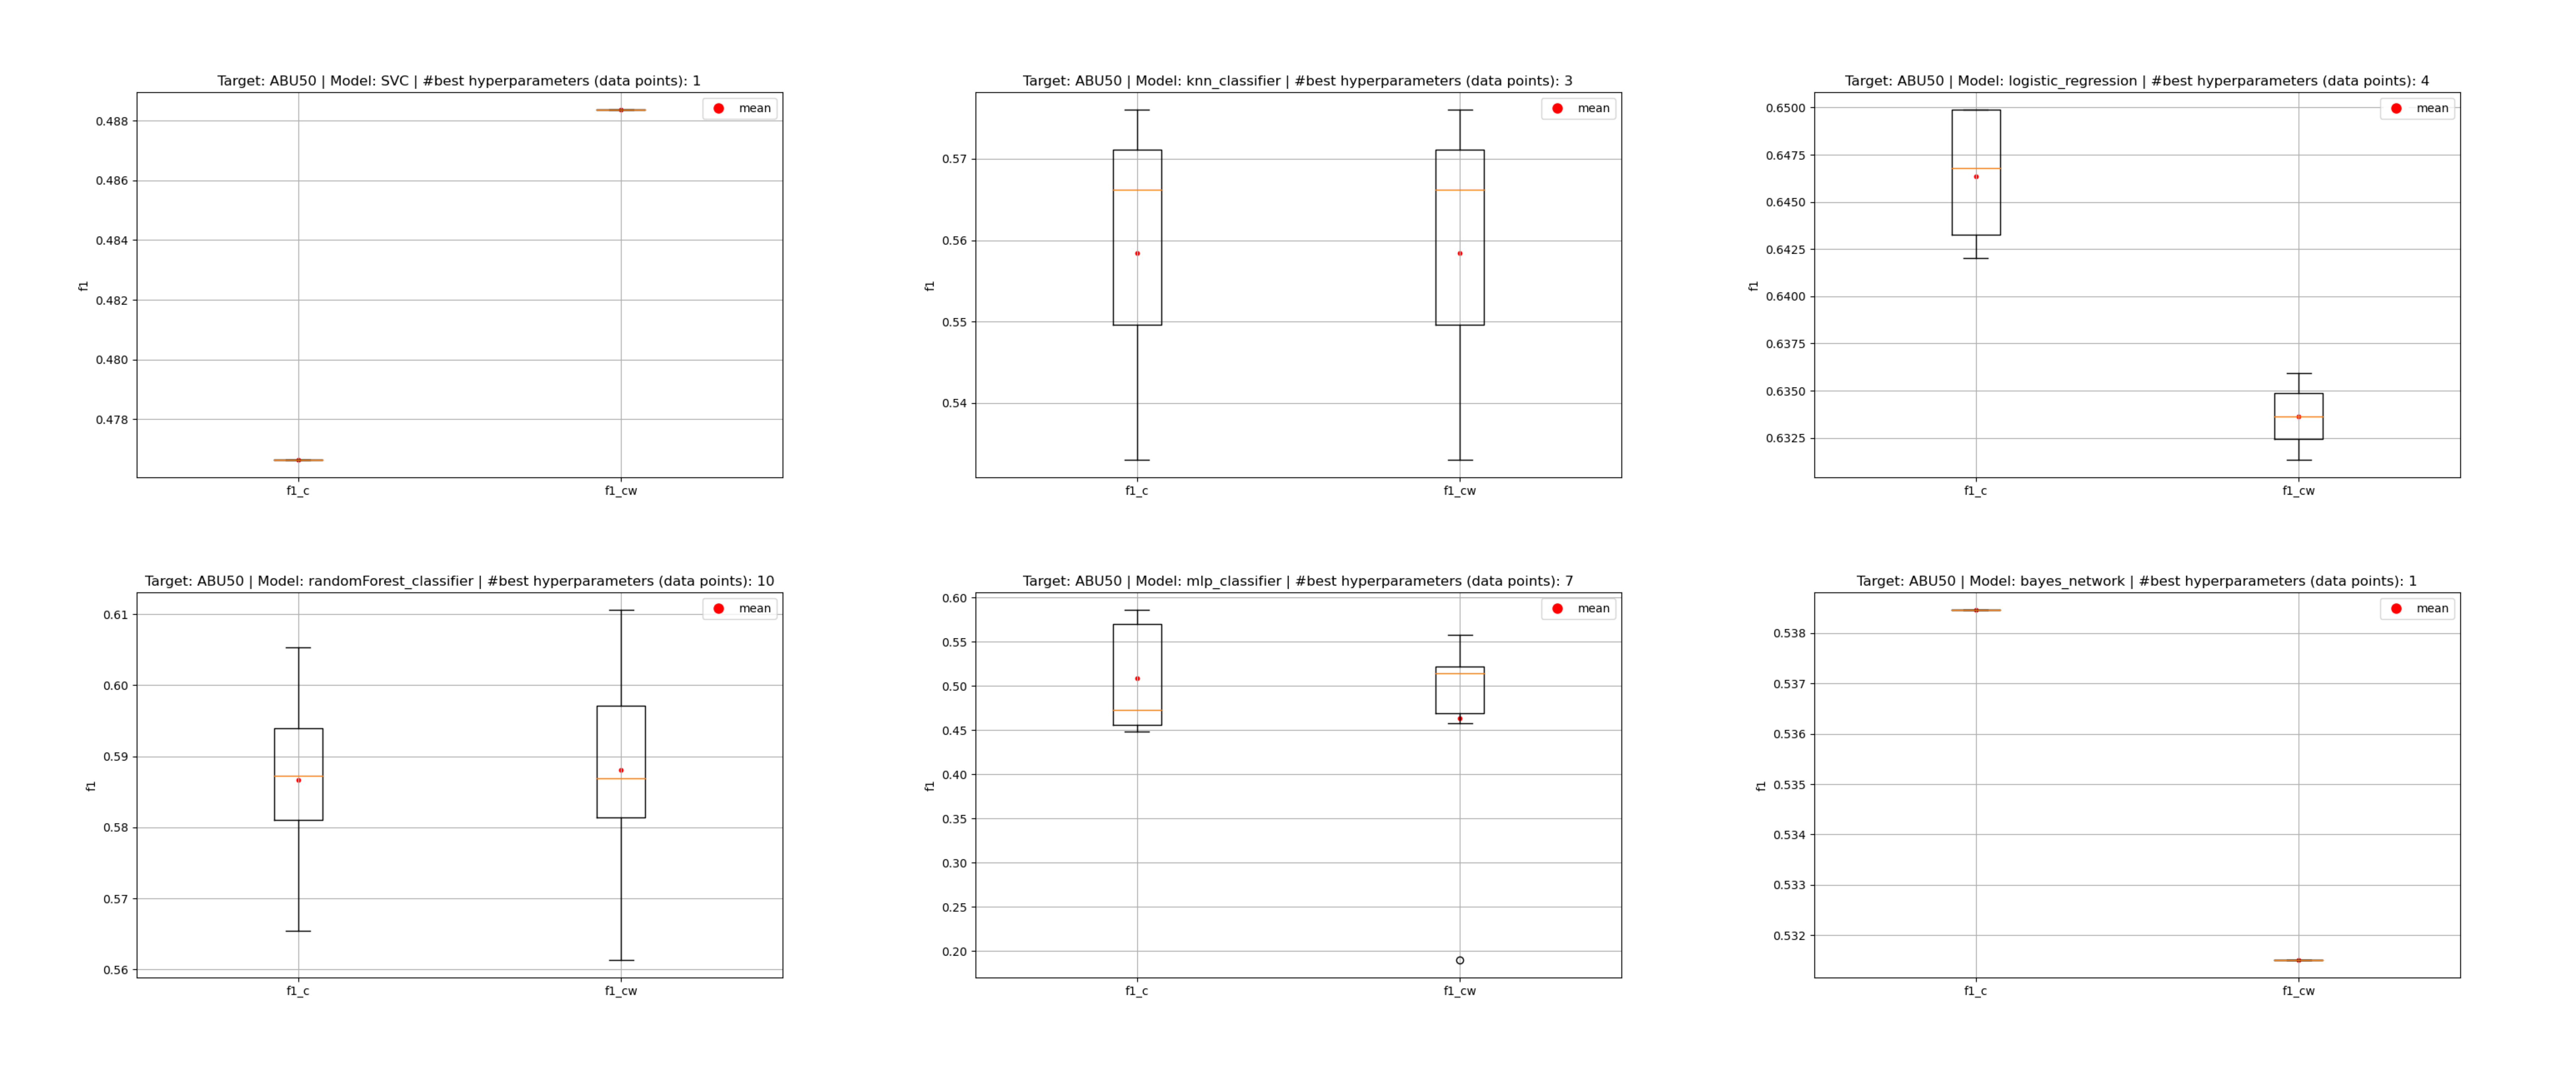 Target: ABU50 | Model: SVC | #best hyperparameters (data points): 1
mean
0.488
0.486
0.484
0.482
0.480
0.478
f1
f1_c
f1_cw
Target: ABU50 | Model: knn_classifier | #best hyperparameters (data points): 3
mean
0.57
0.56
0.55
0.54
f1
f1_c
f1_cw
Target: ABU50 | Model: logistic_regression | #best hyperparameters (data points): 4
mean
0.6500
0.6475
0.6450
0.6425
0.6400
0.6375
0.6350
0.6325
f1
f1_c
f1_cw
Target: ABU50 | Model: randomForest_classifier | #best hyperparameters (data points): 10
mean
0.61
0.60
0.59
0.58
0.57
0.56
f1
f1_c
f1_cw
Target: ABU50 | Model: mlp_classifier | #best hyperparameters (data points): 7
mean
0.60
0.55
0.50
0.45
0.40
0.35
0.30
0.25
0.20
f1
f1_c
f1_cw
Target: ABU50 | Model: bayes_network | #best hyperparameters (data points): 1
mean
0.538
0.537
0.536
0.535
0.534
0.533
0.532
f1
f1_c
f1_cw